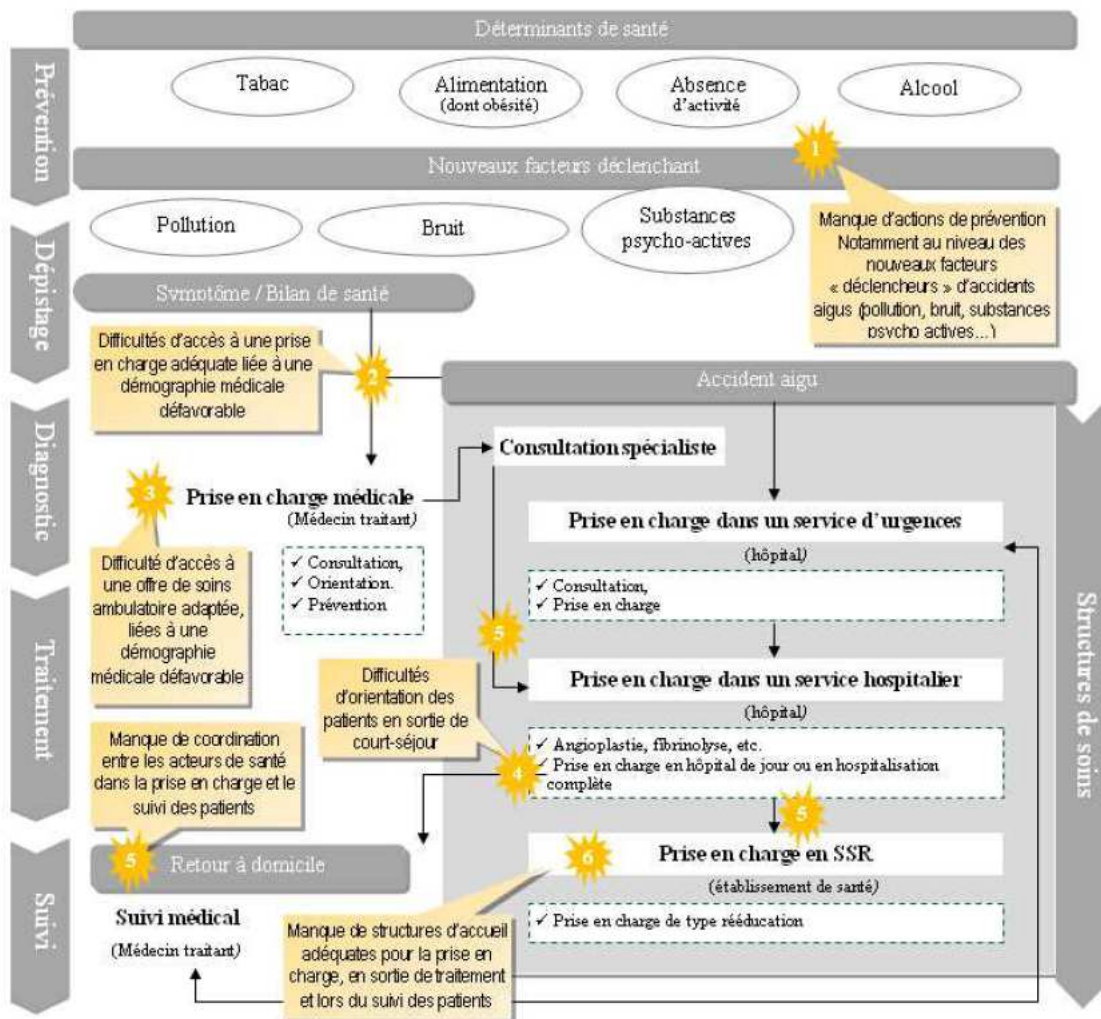 Déterminants de santé
Prévention
Tabac
Alimentation
(dont obésité)
Absence
d'activité
Alcool
1
Nouveaux facteurs déclenchant
Pollution
Bruit
Substances
psycho-actives
Manque d'actions de prévention
Notamment au niveau des
nouveaux facteurs
« déclencheurs » d'accidents
aigus (pollution, bruit, substances
psycho actives...)
Dépistage
Symptôme / Bilan de santé
Difficultés d'accès à une prise
en charge adéquate liée à une
démographie médicale
défavorable
2
Accident aigu
Diagnostic
Consultation spécialiste
3
Prise en charge médicale
(Médecin traitant)
✓ Consultation,
✓ Orientation.
✓ Prévention
Difficulté d'accès à
une offre de soins
ambulatoire adaptée,
liées à une
démographie
médicale défavorable
Prise en charge dans un service d'urgences
(hôpital)
✓ Consultation,
✓ Prise en charge
Structures de soins
Traitement
5
Difficultés
d'orientation des
patients en sortie de
court-séjour
Prise en charge dans un service hospitalier
(hôpital)
✓ Angioplastie, fibrinolyse, etc.
✓ Prise en charge en hôpital de jour ou en hospitalisation
complète
4
Manque de coordination
entre les acteurs de santé
dans la prise en charge et le
suivi des patients
5
Suivi
5
Retour à domicile
6
Prise en charge en SSR
(établissement de santé)
✓ Prise en charge de type rééducation
Suivi médical
(Médecin traitant)
Manque de structures d'accueil
adéquates pour la prise en
charge, en sortie de traitement
et lors du suivi des patients